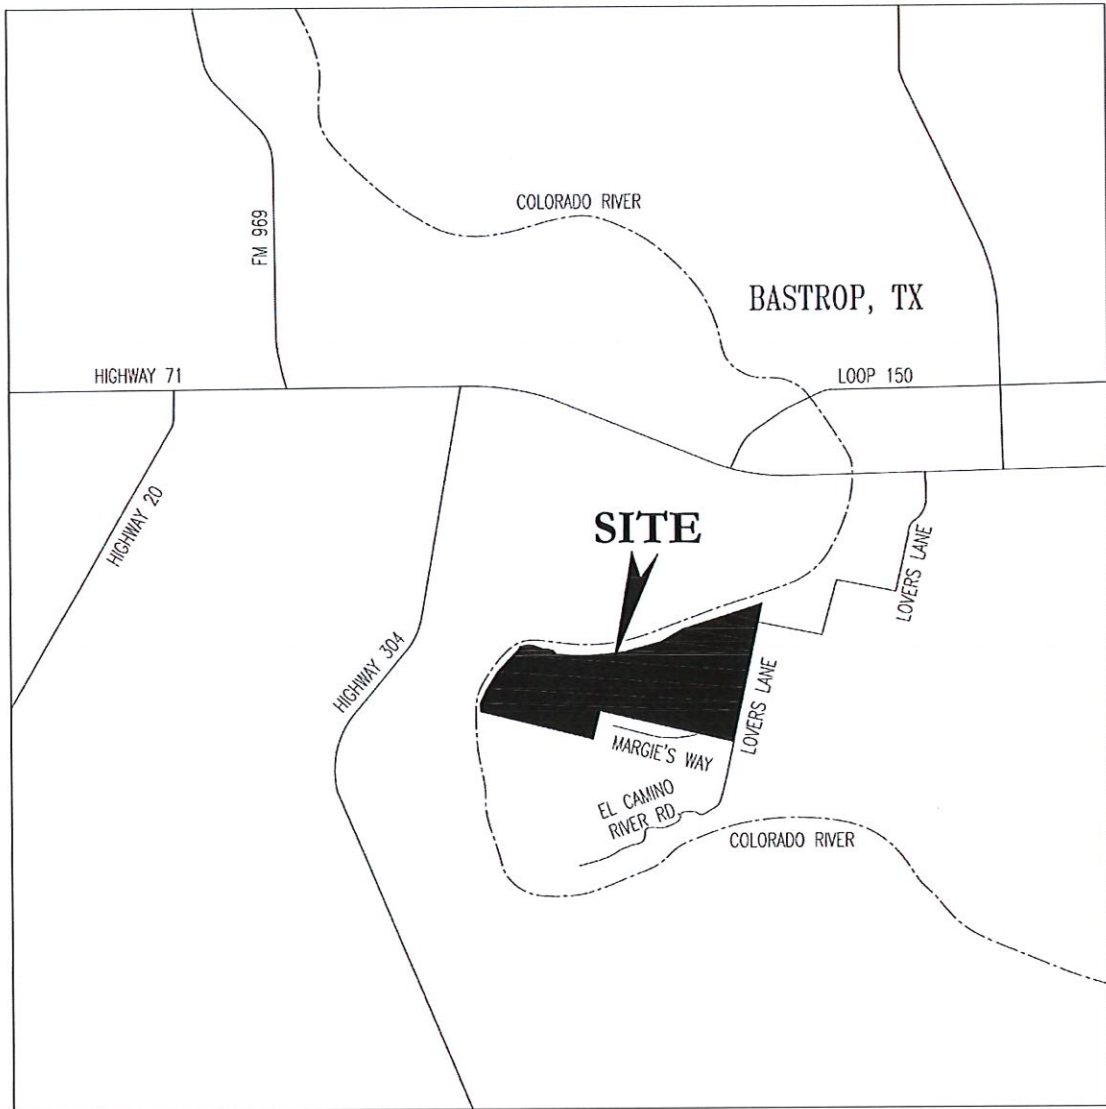 COLORADO RIVER
FM 969
BASTROP, TX
HIGHWAY 71
LOOP 150
HIGHWAY 20
SITE
LOVERS LANE
HIGHWAY 304
LOVERS LANE
MARGIE'S WAY
EL CAMINO
RIVER RD
COLORADO RIVER